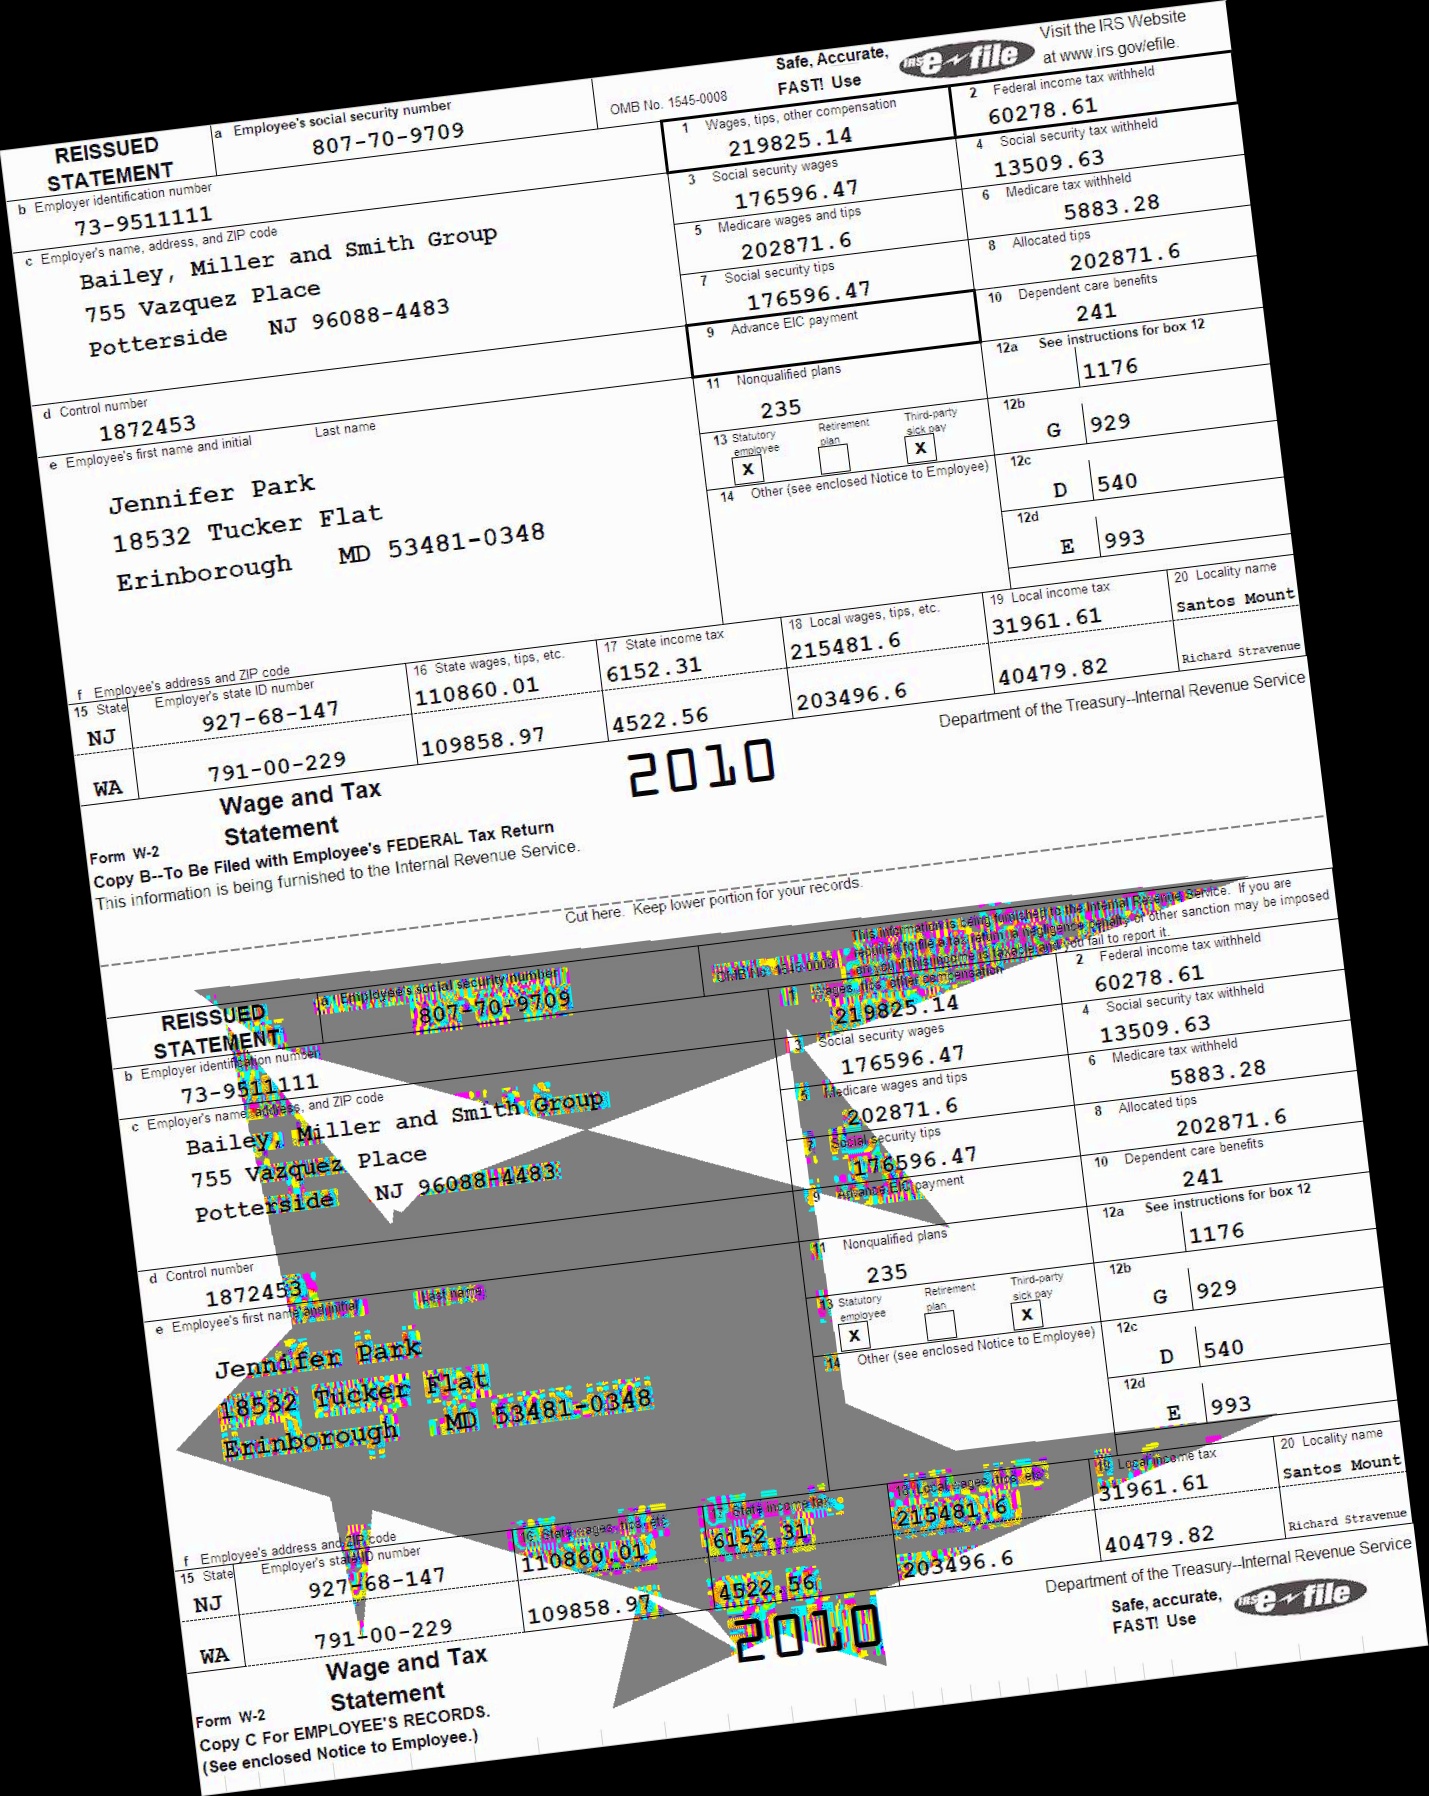 Safe, Accurate,
FAST! Use
IRS e-file
Visit the IRS Website
at www.irs.gov/efile.
REISSUED
STATEMENT
a Employee's social security number
807-70-9709
OMB No. 1545-0008
1 Wages, tips, other compensation
219825.14
2 Federal income tax withheld
60278.61
b Employer identification number
73-9511111
3 Social security wages
176596.47
4 Social security tax withheld
13509.63
c Employer's name, address, and ZIP code
Bailey, Miller and Smith Group
755 Vazquez Place
Potterside NJ 96088-4483
5 Medicare wages and tips
202871.6
6 Medicare tax withheld
5883.28
7 Social security tips
176596.47
8 Allocated tips
202871.6
9 Advance EIC payment
10 Dependent care benefits
241
d Control number
1872453
11 Nonqualified plans
235
12a See instructions for box 12
1176
e Employee's first name and initial Last name
Jennifer Park
18532 Tucker Flat
Erinborough MD 53481-0348
13 Statutory employee
X
Retirement plan
Third-party sick pay
X
12b
G 929
12c
D 540
12d
E 993
14 Other (see enclosed Notice to Employee)
f Employee's address and ZIP code
15 State Employer's state ID number
16 State wages, tips, etc.
17 State income tax
18 Local wages, tips, etc.
19 Local income tax
20 Locality name
NJ 927-68-147 110860.01 6152.31 215481.6 31961.61 Santos Mount
WA 791-00-229 109858.97 4522.56 203496.6 40479.82 Richard Stravenue
Wage and Tax
Statement
2010
Department of the Treasury--Internal Revenue Service
Form W-2
Copy B--To Be Filed with Employee's FEDERAL Tax Return
This information is being furnished to the Internal Revenue Service.
Cut here. Keep lower portion for your records.
This information is being furnished to the Internal Revenue Service. If you are
required to file a tax return, a negligence penalty or other sanction may be imposed
on you if this income is taxable and you fail to report it.
REISSUED
STATEMENT
a Employee's social security number
807-70-9709
OMB No. 1545-0008
1 Wages, tips, other compensation
219825.14
2 Federal income tax withheld
60278.61
b Employer identification number
73-9511111
3 Social security wages
176596.47
4 Social security tax withheld
13509.63
c Employer's name, address, and ZIP code
Bailey, Miller and Smith Group
755 Vazquez Place
Potterside NJ 96088-4483
5 Medicare wages and tips
202871.6
6 Medicare tax withheld
5883.28
7 Social security tips
176596.47
8 Allocated tips
202871.6
9 Advance EIC payment
10 Dependent care benefits
241
d Control number
1872453
11 Nonqualified plans
235
12a See instructions for box 12
1176
e Employee's first name and initial Last name
Jennifer Park
18532 Tucker Flat
Erinborough MD 53481-0348
13 Statutory employee
X
Retirement plan
Third-party sick pay
X
12b
G 929
12c
D 540
12d
E 993
14 Other (see enclosed Notice to Employee)
f Employee's address and ZIP code
15 State Employer's state ID number
16 State wages, tips, etc.
17 State income tax
18 Local wages, tips, etc.
19 Local income tax
20 Locality name
NJ 927-68-147 110860.01 6152.31 215481.6 31961.61 Santos Mount
WA 791-00-229 109858.97 4522.56 203496.6 40479.82 Richard Stravenue
Wage and Tax
Statement
2010
Department of the Treasury--Internal Revenue Service
Safe, accurate,
FAST! Use
IRS e-file
Form W-2
Copy C For EMPLOYEE'S RECORDS.
(See enclosed Notice to Employee.)